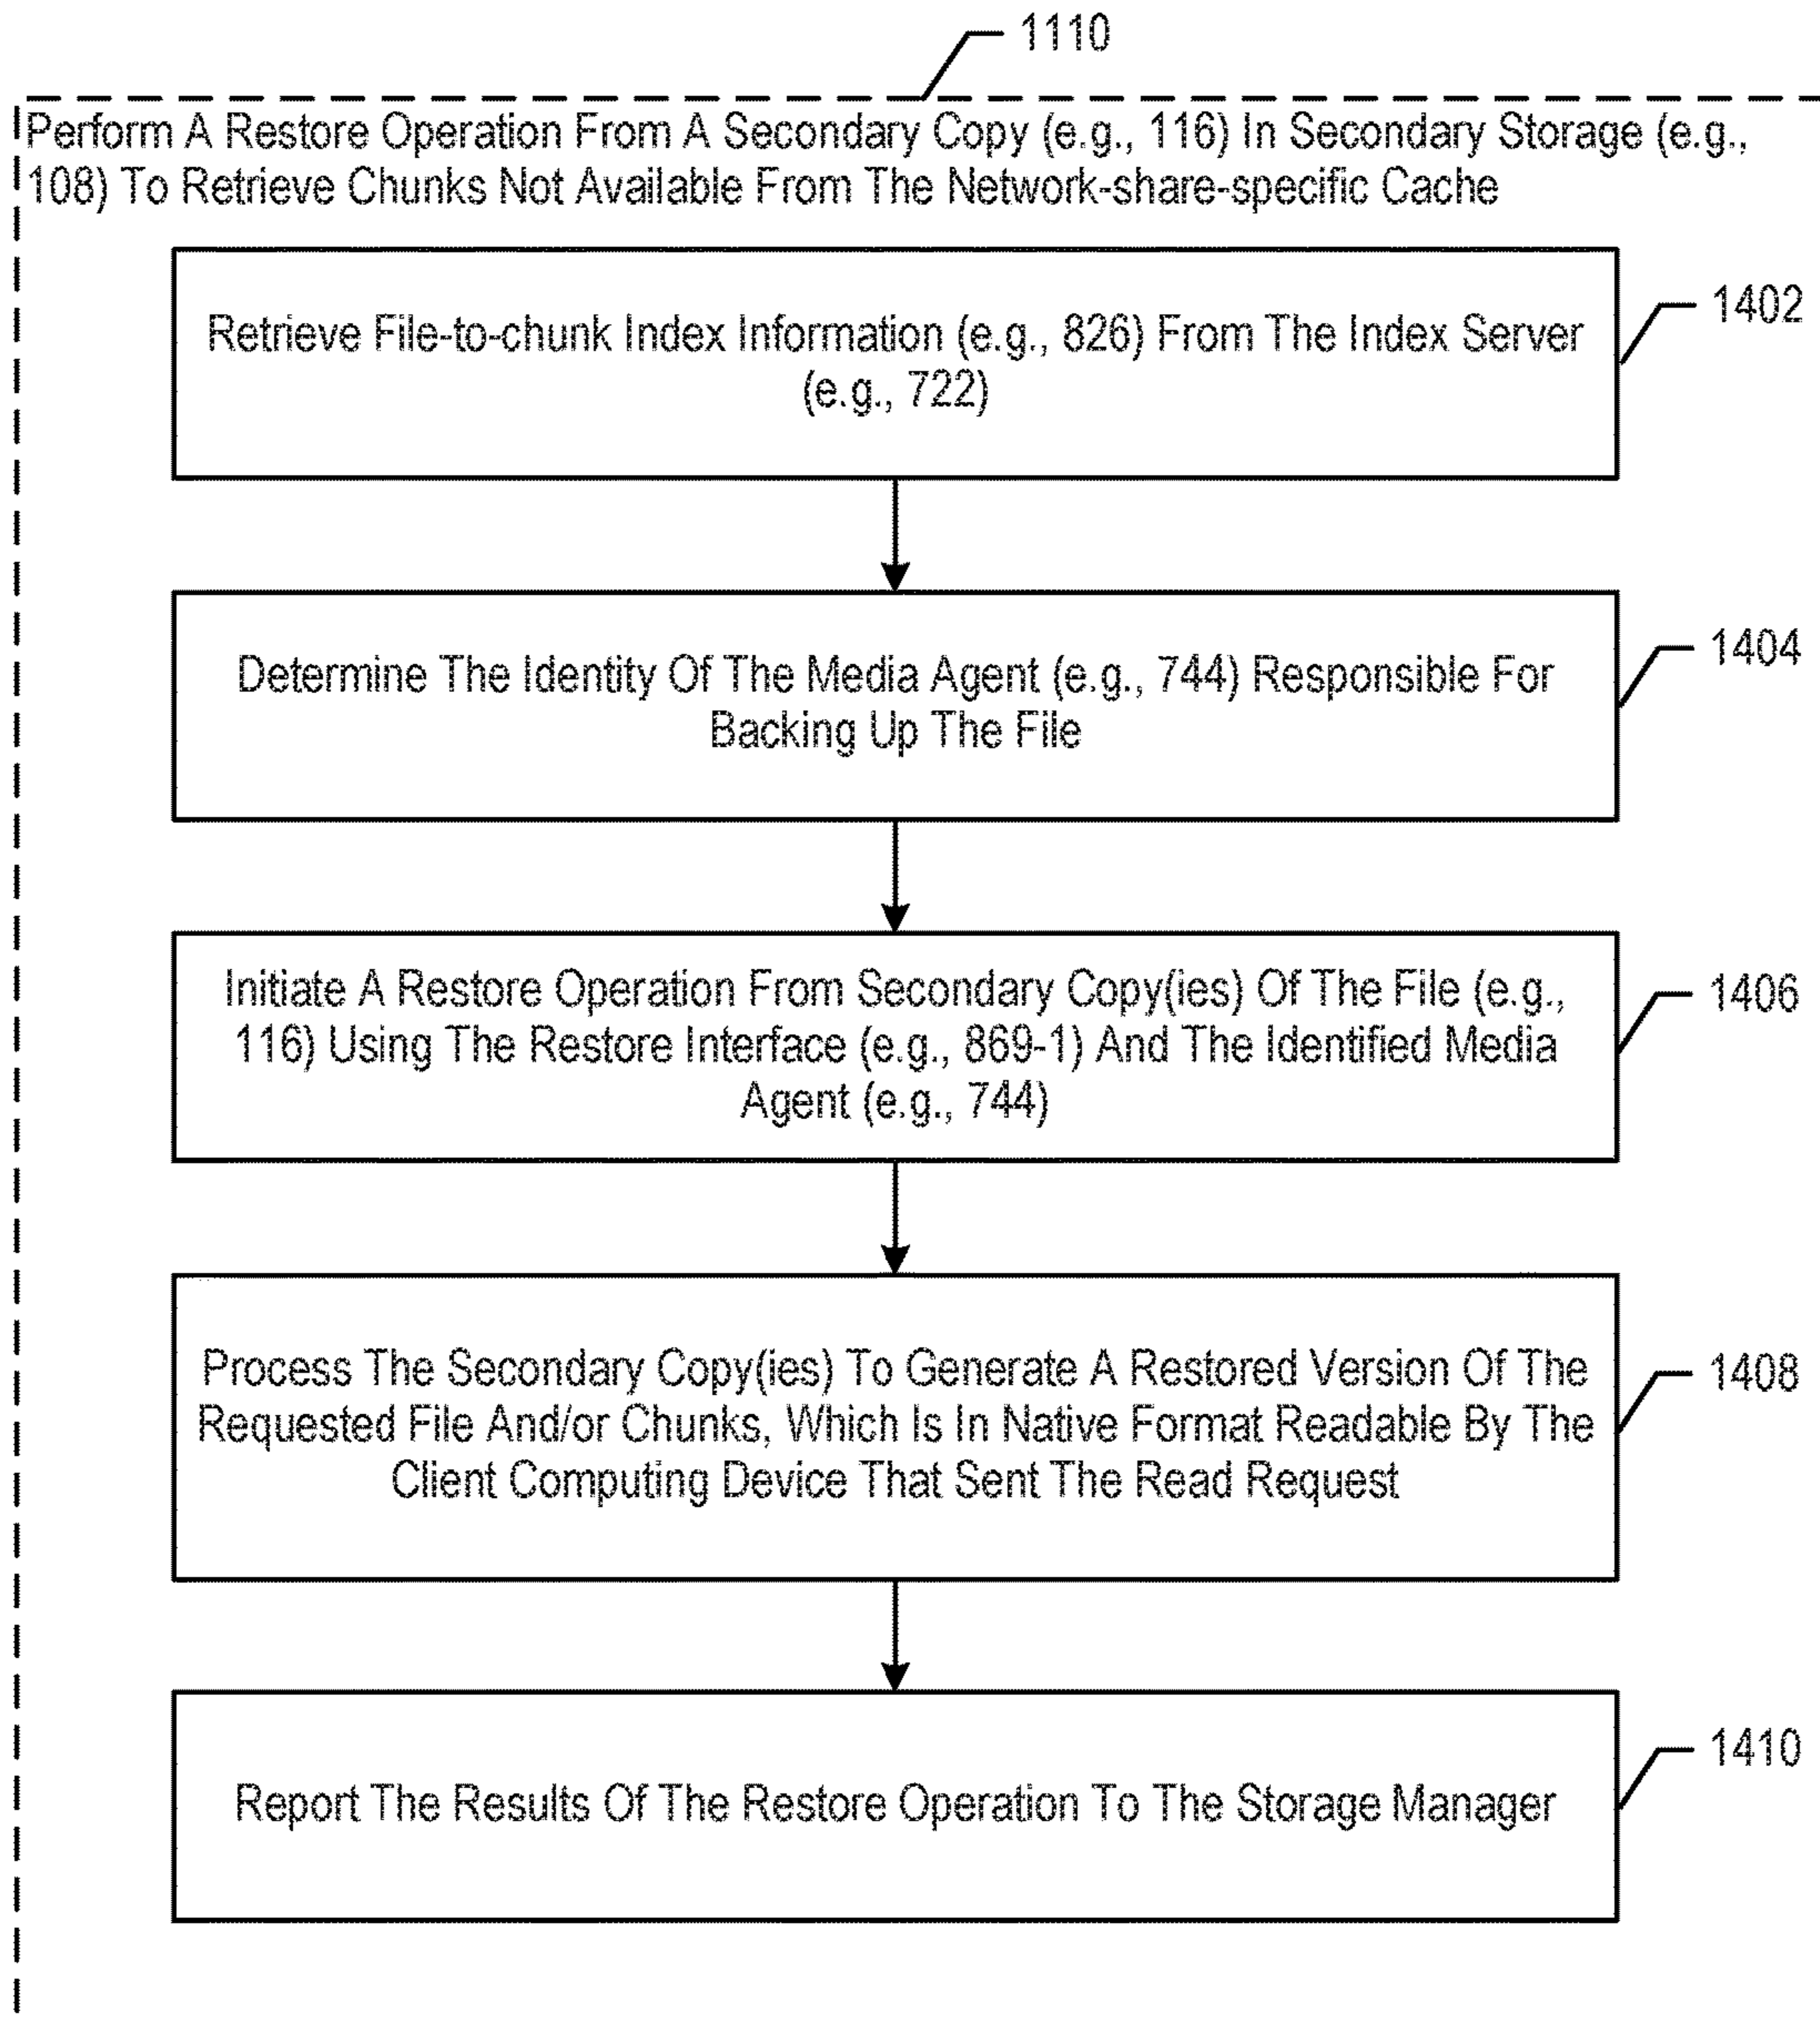 1110
Perform A Restore Operation From A Secondary Copy (e.g., 116) In Secondary Storage (e.g.,
108) To Retrieve Chunks Not Available From The Network-share-specific Cache
Retrieve File-to-chunk Index Information (e.g., 826) From The Index Server
(e.g., 722)
1402
Determine The Identity Of The Media Agent (e.g., 744) Responsible For
Backing Up The File
1404
Initiate A Restore Operation From Secondary Copy(ies) Of The File (e.g.,
116) Using The Restore Interface (e.g., 869-1) And The Identified Media
Agent (e.g., 744)
1406
Process The Secondary Copy(ies) To Generate A Restored Version Of The
Requested File And/or Chunks, Which Is In Native Format Readable By The
Client Computing Device That Sent The Read Request
1408
Report The Results Of The Restore Operation To The Storage Manager
1410